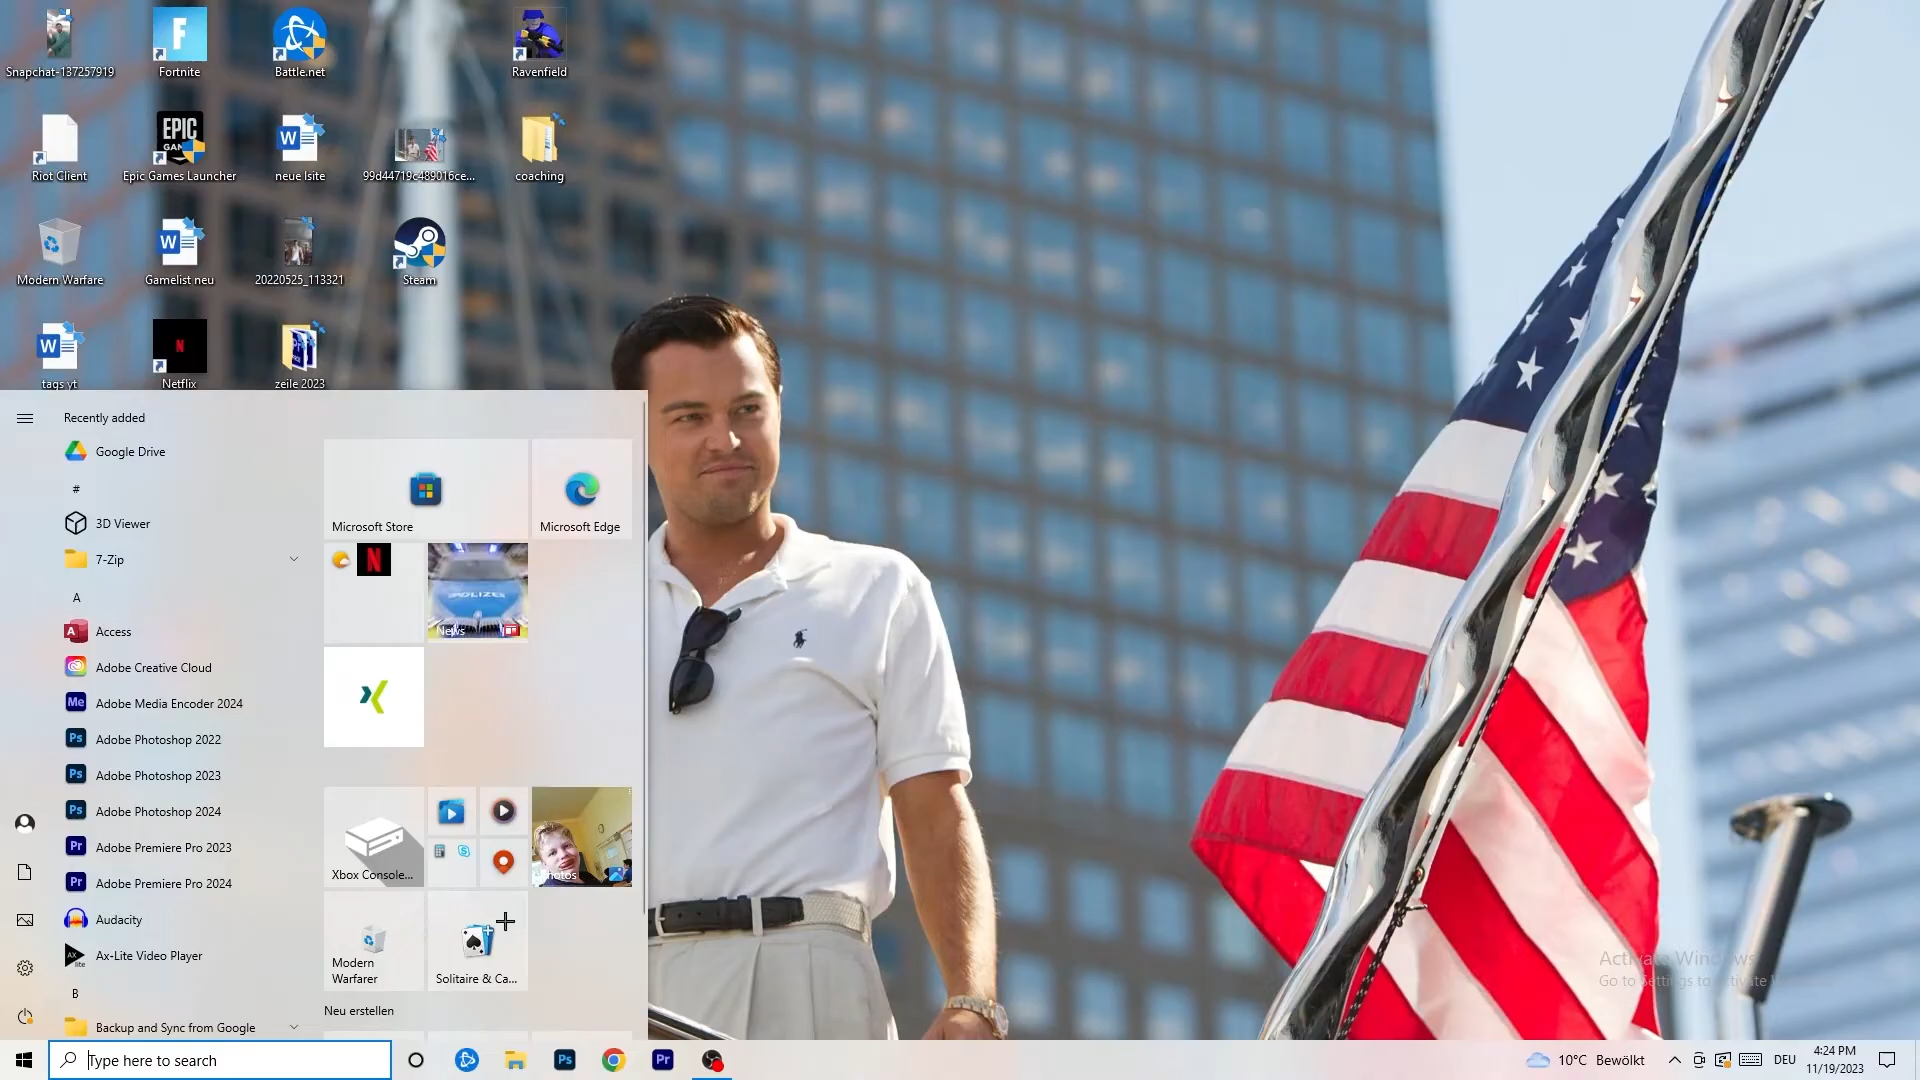 Snapchat-137257919
Fortnite
Battle.net
Ravenfield
Riot Client
EPIC
Epic Games Launcher
neue lsite
99d44719c489016ce...
coaching
Modern Warfare
Gamelist neu
20220525_113321
Steam
tags yt
Netflix
zeile 2023
Recently added
Google Drive
#
3D Viewer
7-Zip
A
Access
Adobe Creative Cloud
Adobe Media Encoder 2024
Adobe Photoshop 2022
Adobe Photoshop 2023
Adobe Photoshop 2024
Adobe Premiere Pro 2023
Adobe Premiere Pro 2024
Audacity
Ax-Lite Video Player
B
Backup and Sync from Google
Microsoft Store
Microsoft Edge
POLIZEI
News
Xbox Console...
Photos
Modern
Warfarer
Solitaire & Ca...
Neu erstellen
Activate Windows
Go to Settings to activate
Type here to search
10°C Bewölkt
DEU
4:24 PM
11/19/2023